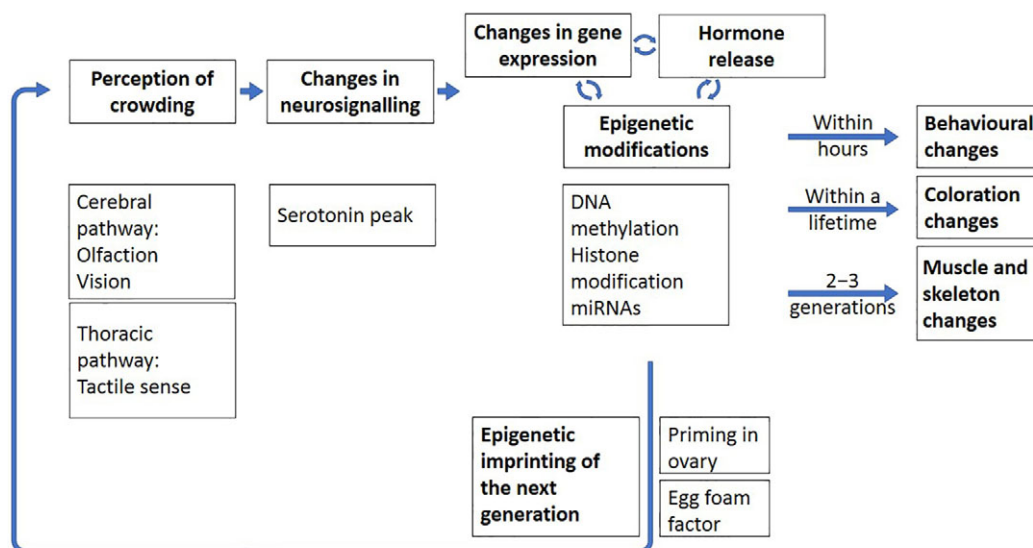 Perception of
crowding
Changes in
neurosignalling
Changes in gene
expression
Hormone
release
Epigenetic
modifications
Within
hours
Behavioural
changes
Cerebral
pathway:
Olfaction
Vision
Serotonin peak
DNA
methylation
Histone
modification
miRNAs
Within a
lifetime
Coloration
changes
2–3
generations
Muscle and
skeleton
changes
Thoracic
pathway:
Tactile sense
Epigenetic
imprinting of
the next
generation
Priming in
ovary
Egg foam
factor